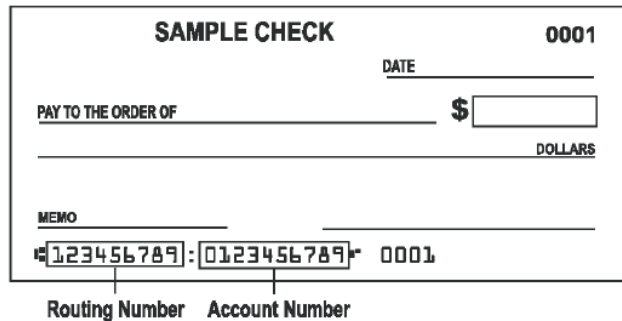 SAMPLE CHECK 0001
DATE
PAY TO THE ORDER OF $
DOLLARS
MEMO
⑆123456789⑆ 0123456789⑈ 0001
Routing Number Account Number